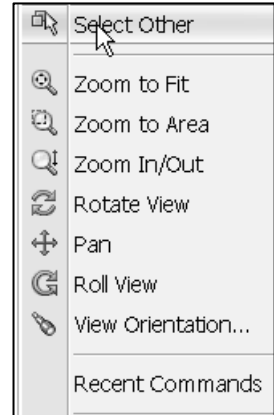 Select Other
Zoom to Fit
Zoom to Area
Zoom In/Out
Rotate View
Pan
Roll View
View Orientation...
Recent Commands